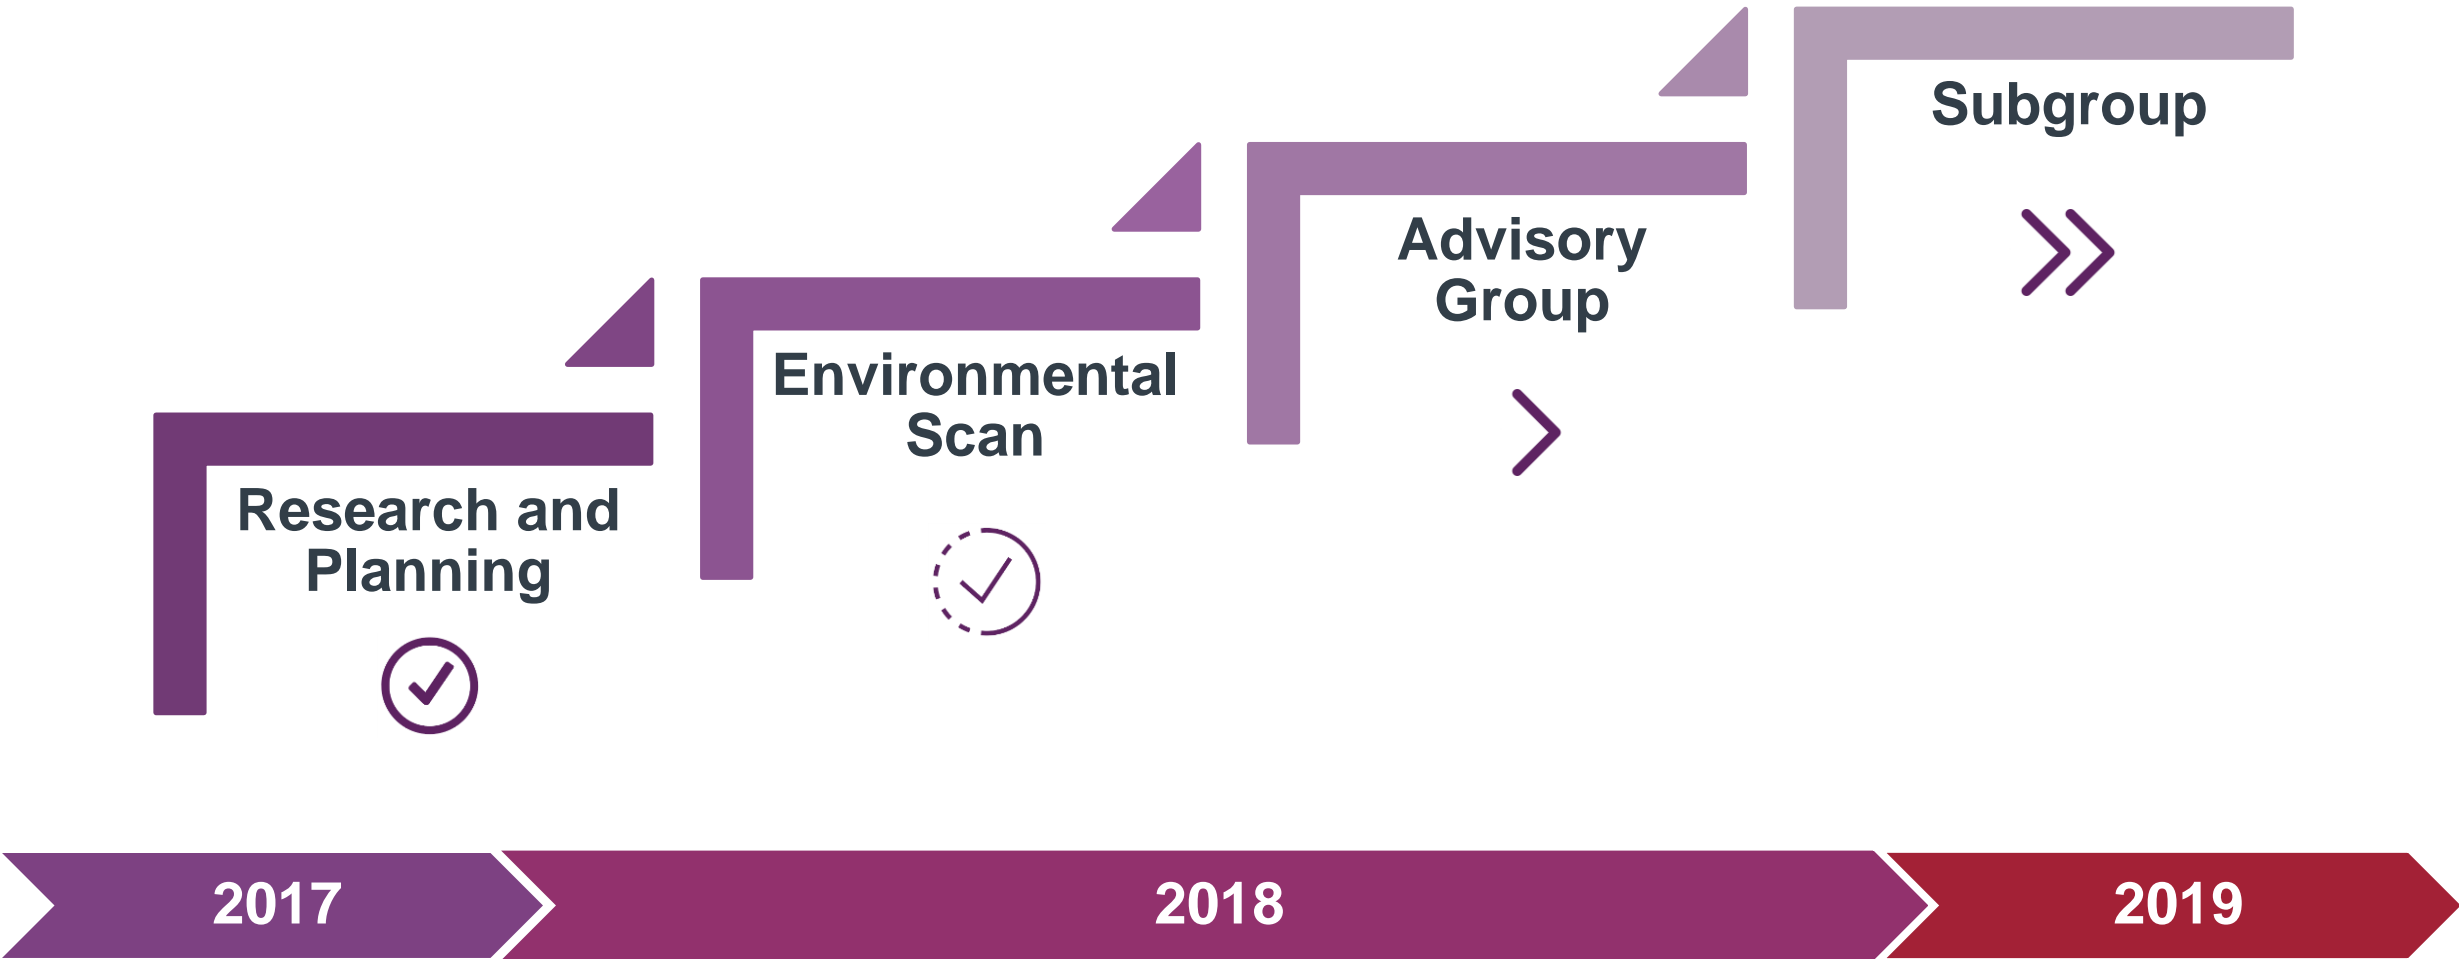 Research and
Planning
Environmental
Scan
Advisory
Group
Subgroup
2017
2018
2019